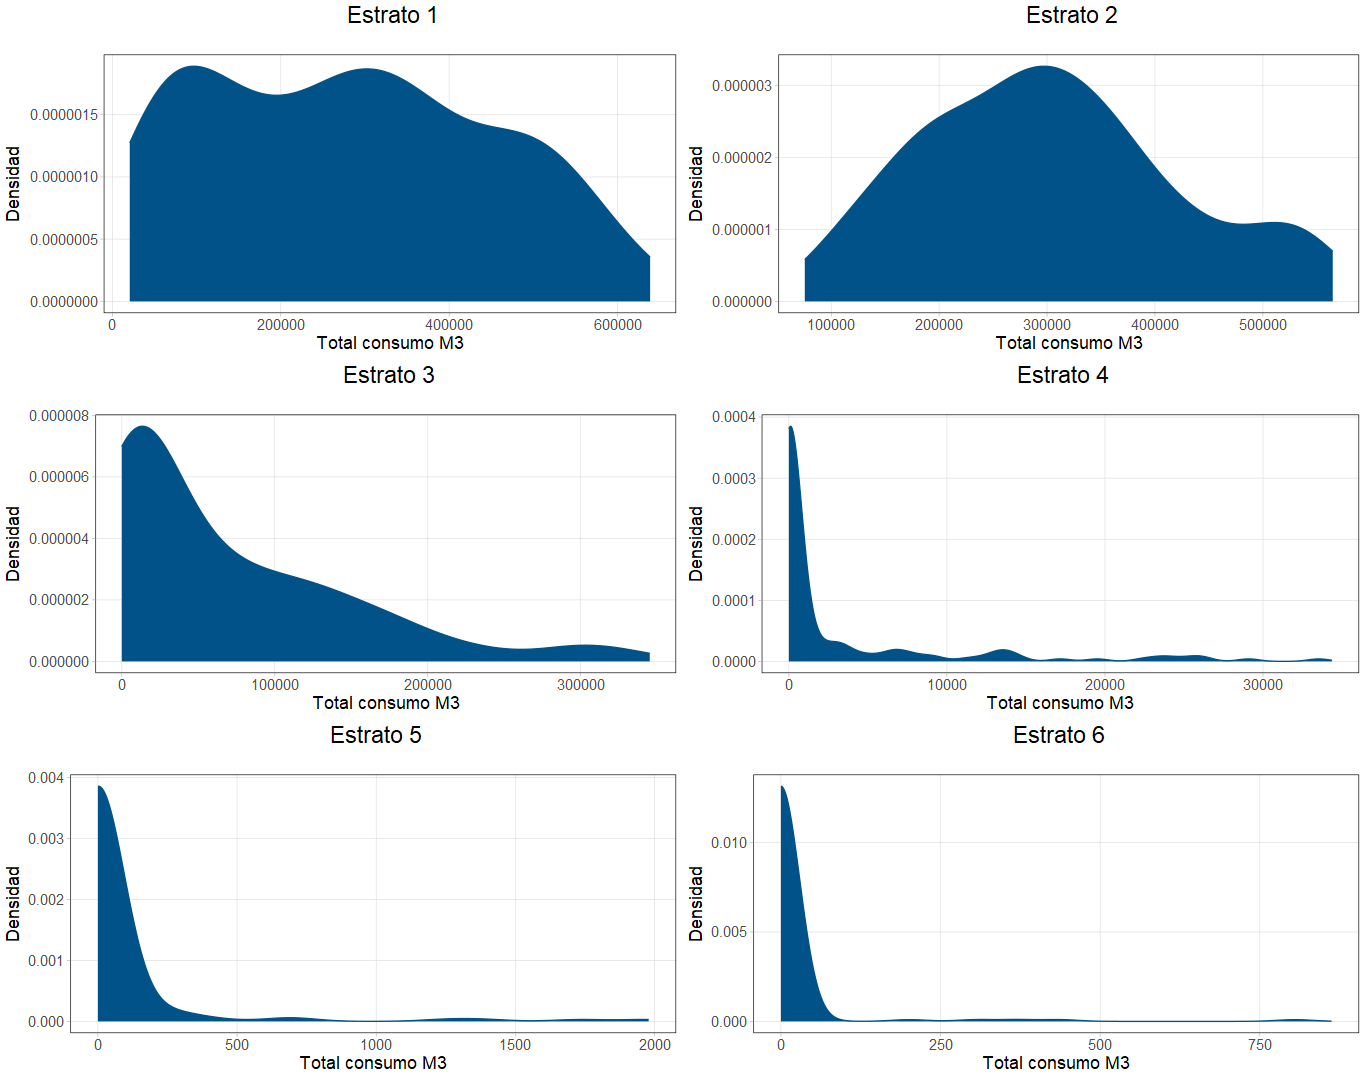 Estrato 1
Densidad
0.0000015
0.0000010
0.0000005
0.0000000
0 200000 400000 600000
Total consumo M3
Estrato 2
Densidad
0.000003
0.000002
0.000001
0.000000
100000 200000 300000 400000 500000
Total consumo M3
Estrato 3
Densidad
0.000008
0.000006
0.000004
0.000002
0.000000
0 100000 200000 300000
Total consumo M3
Estrato 4
Densidad
0.0004
0.0003
0.0002
0.0001
0.0000
0 10000 20000 30000
Total consumo M3
Estrato 5
Densidad
0.004
0.003
0.002
0.001
0.000
0 500 1000 1500 2000
Total consumo M3
Estrato 6
Densidad
0.010
0.005
0.000
0 250 500 750
Total consumo M3